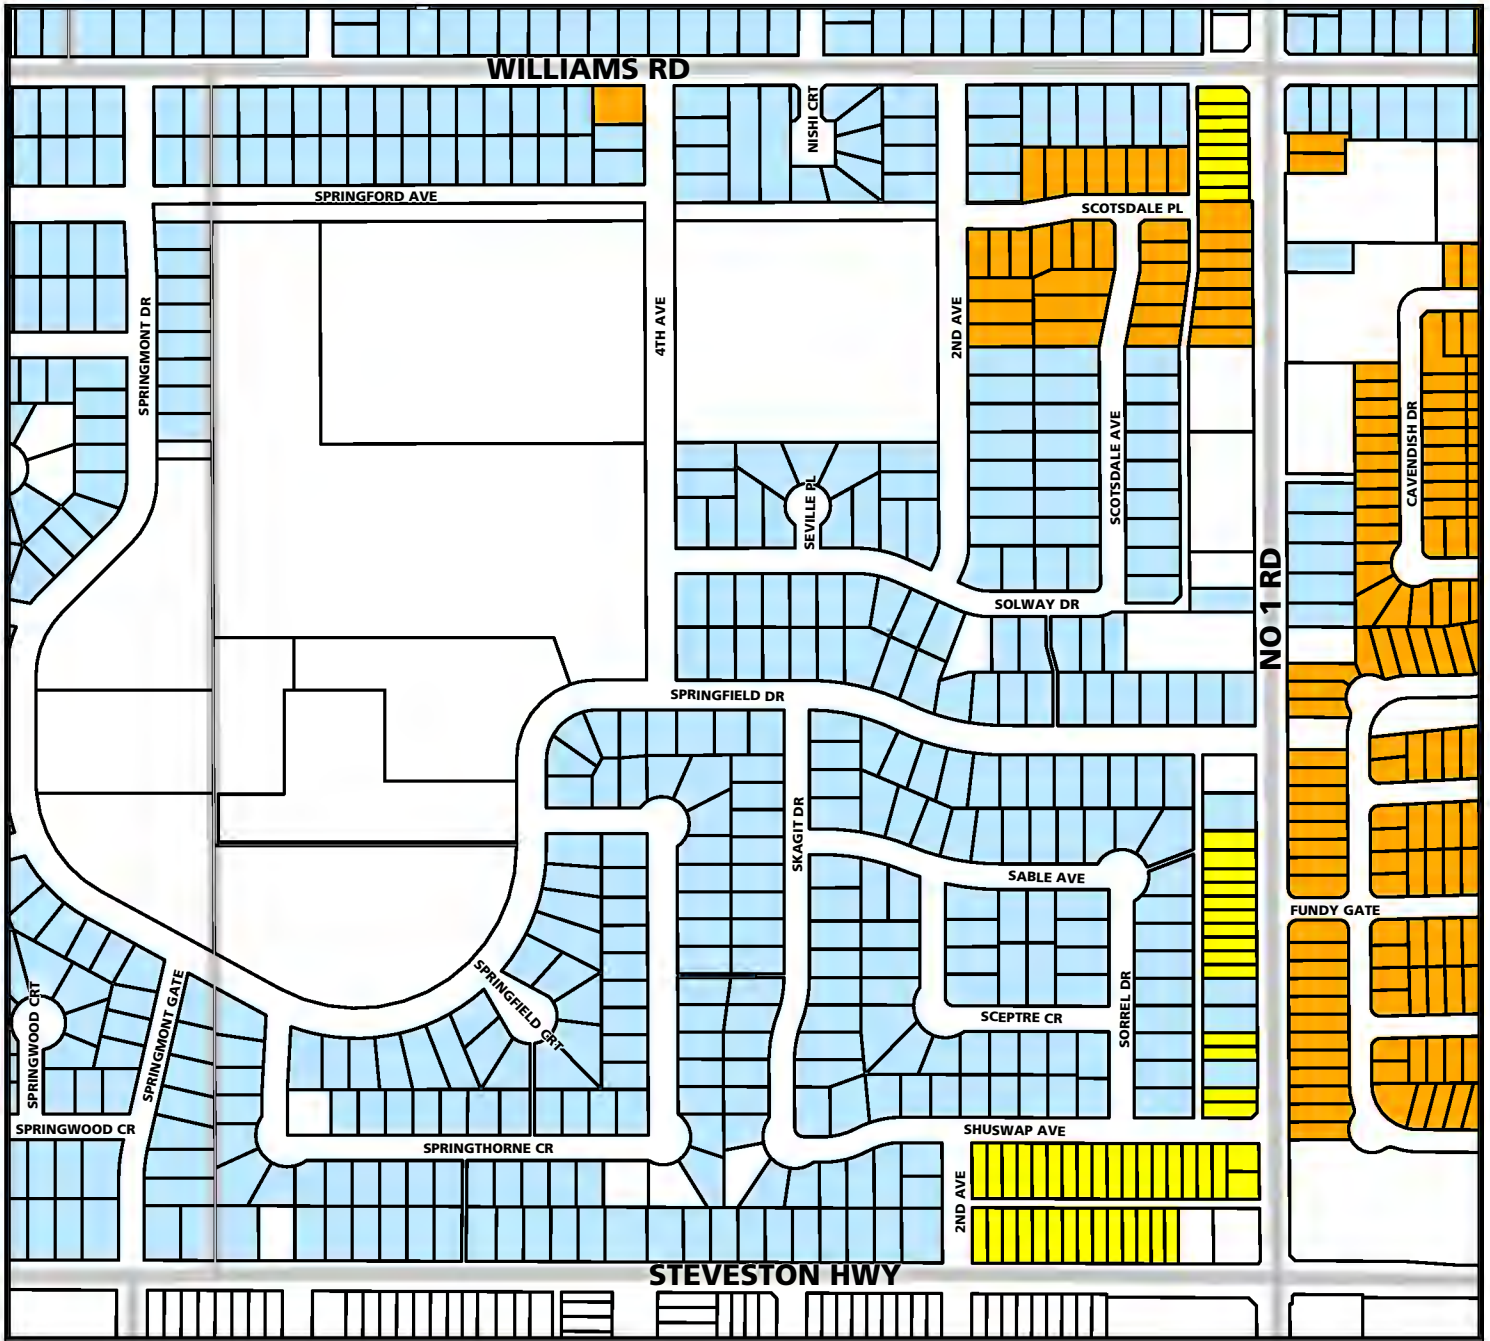 WILLIAMS RD
NISHI CRT
SPRINGFORD AVE
SCOTSDALE PL
SPRINGMONT DR
4TH AVE
2ND AVE
SCOTSDALE AVE
CAVENDISH DR
SEVILLE PL
SOLWAY DR
NO 1 RD
SPRINGFIELD DR
SKAGIT DR
SABLE AVE
FUNDY GATE
SPRINGFIELD CRT
SPRINGWOOD CRT
SPRINGMONT GATE
SCEPTRE CR
SORREL DR
SPRINGWOOD CR
SHUSWAP AVE
SPRINGTHORNE CR
2ND AVE
STEVESTON HWY